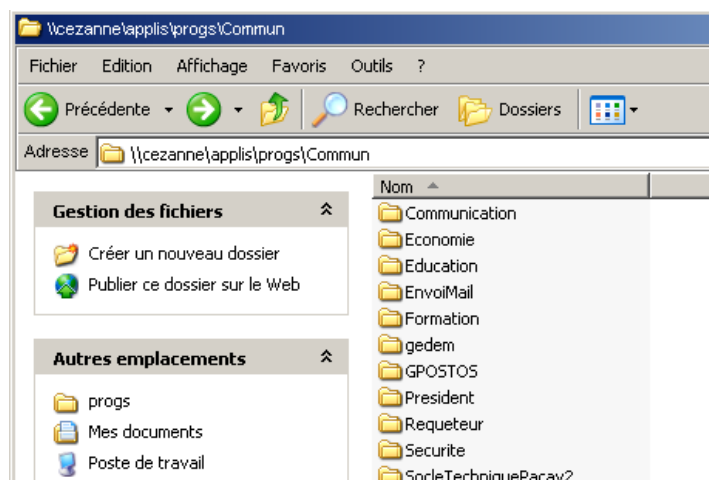 \\cezanne\applis\progs\Commun
Fichier Edition Affichage Favoris Outils ?
Précédente Rechercher Dossiers
Adresse \\cezanne\applis\progs\Commun
Gestion des fichiers
Créer un nouveau dossier
Publier ce dossier sur le Web
Autres emplacements
progs
Mes documents
Poste de travail
Nom
Communication
Economie
Education
EnvoiMail
Formation
gedem
GPOSTOS
President
Requeteur
Securite
SocleTechniquePacav2